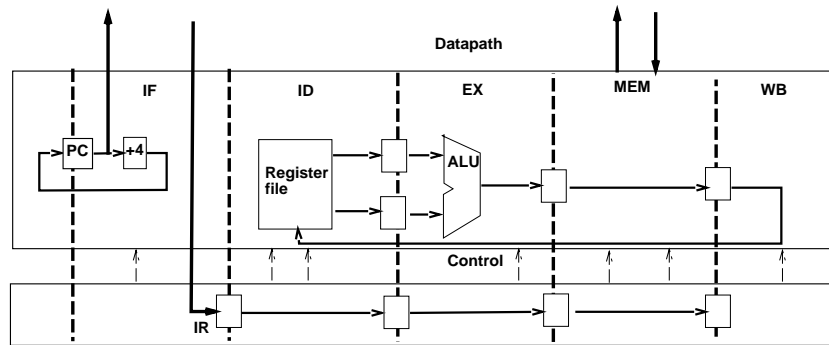 Datapath
IF
ID
EX
MEM
WB
PC
+4
Register
file
ALU
Control
IR